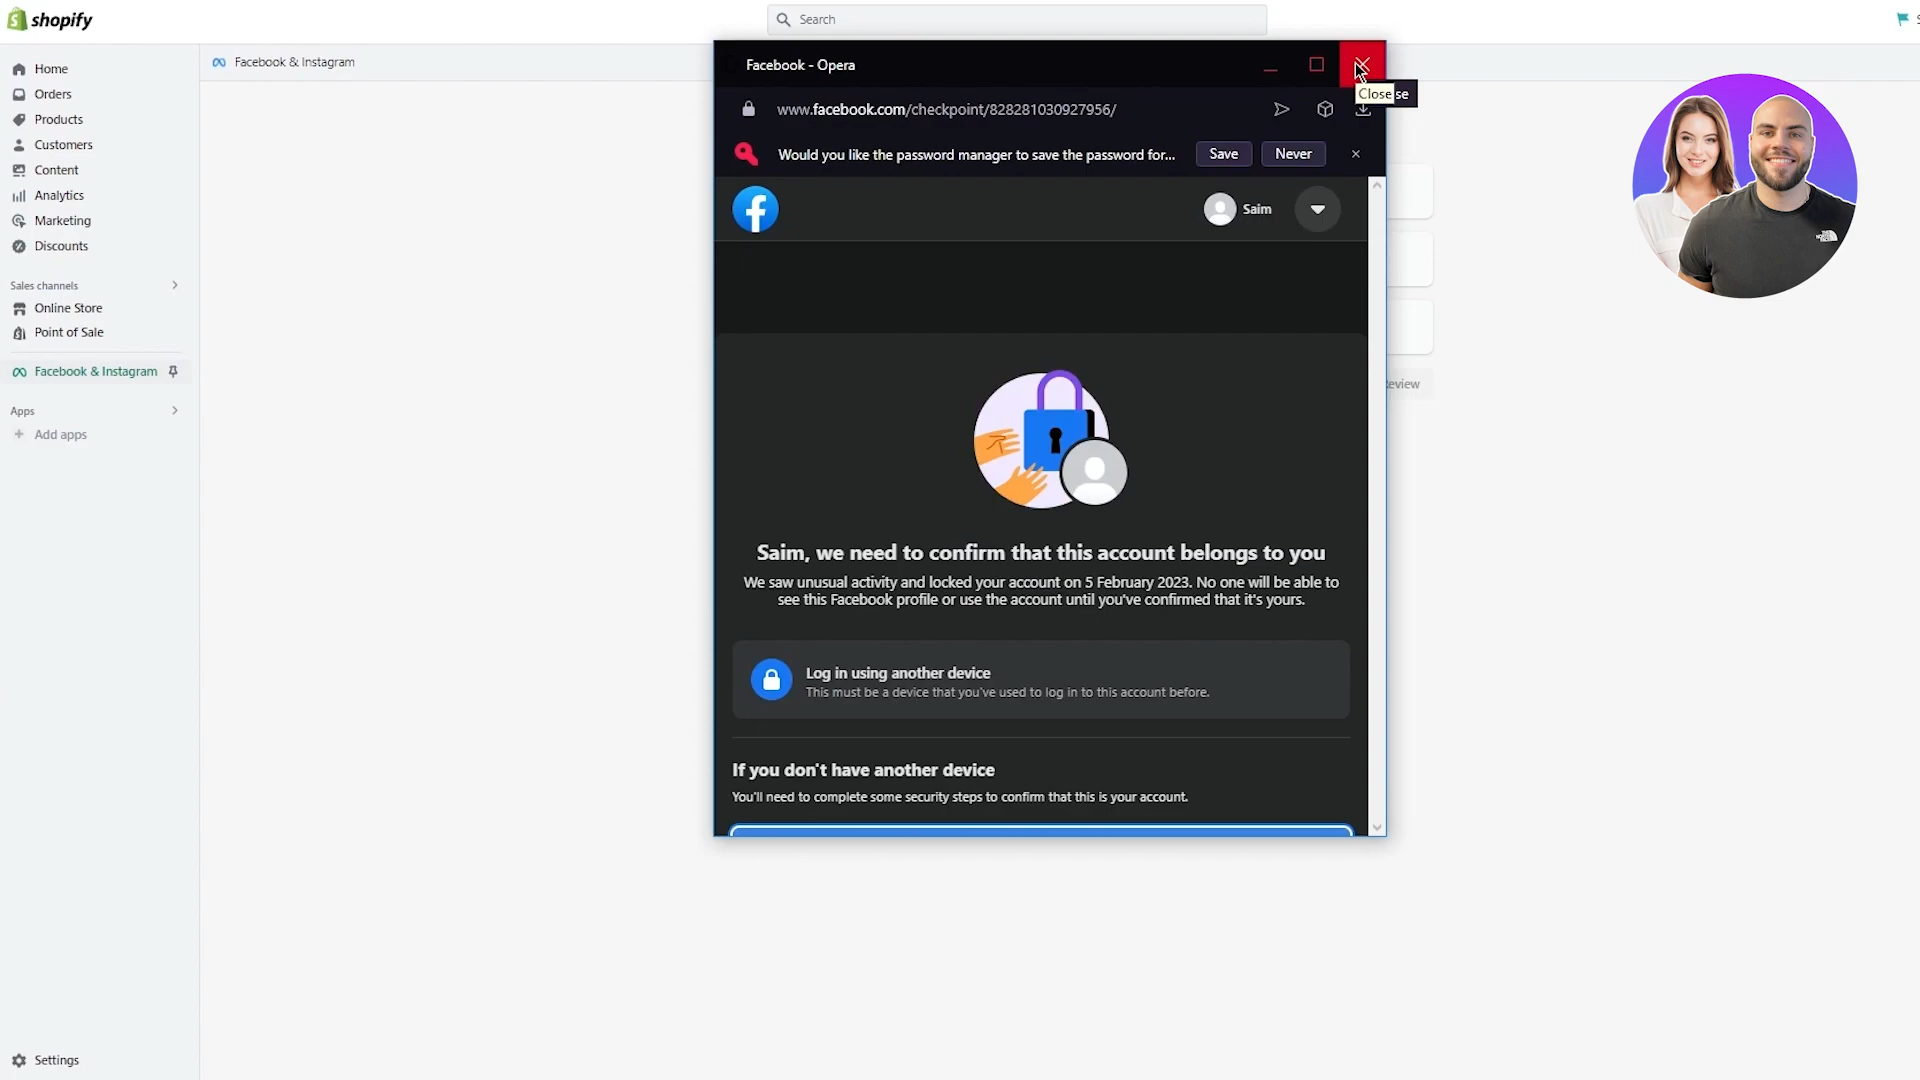 shopify
Search
S
Home
Orders
Products
Customers
Content
Analytics
Marketing
Discounts
Sales channels
Online Store
Point of Sale
Facebook & Instagram
Apps
Add apps
Settings
Facebook & Instagram
Facebook - Opera
Close
se
www.facebook.com/checkpoint/828281030927956/
Would you like the password manager to save the password for...
Save
Never
Saim
Saim, we need to confirm that this account belongs to you
We saw unusual activity and locked your account on 5 February 2023. No one will be able to
see this Facebook profile or use the account until you've confirmed that it's yours.
Log in using another device
This must be a device that you've used to log in to this account before.
If you don't have another device
You'll need to complete some security steps to confirm that this is your account.
eview
THE NORTH FACE